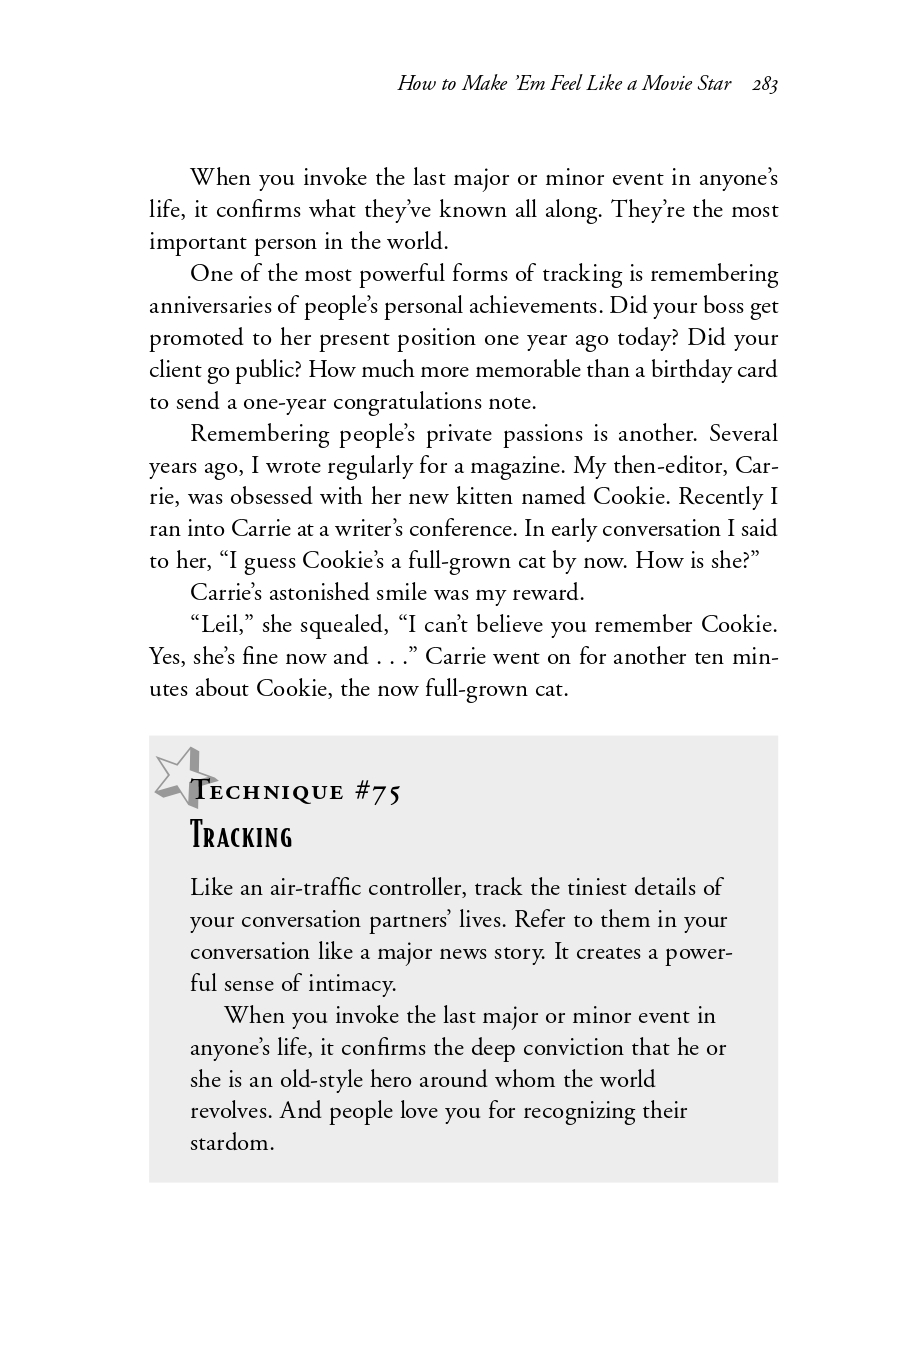 How to Make ’Em Feel Like a Movie Star 283
When you invoke the last major or minor event in anyone’s
life, it confirms what they’ve known all along. They’re the most
important person in the world.
One of the most powerful forms of tracking is remembering
anniversaries of people’s personal achievements. Did your boss get
promoted to her present position one year ago today? Did your
client go public? How much more memorable than a birthday card
to send a one-year congratulations note.
Remembering people’s private passions is another. Several
years ago, I wrote regularly for a magazine. My then-editor, Car-
rie, was obsessed with her new kitten named Cookie. Recently I
ran into Carrie at a writer’s conference. In early conversation I said
to her, “I guess Cookie’s a full-grown cat by now. How is she?”
Carrie’s astonished smile was my reward.
“Leil,” she squealed, “I can’t believe you remember Cookie.
Yes, she’s fine now and . . .” Carrie went on for another ten min-
utes about Cookie, the now full-grown cat.
Technique #75
Tracking
Like an air-traffic controller, track the tiniest details of
your conversation partners’ lives. Refer to them in your
conversation like a major news story. It creates a power-
ful sense of intimacy.
When you invoke the last major or minor event in
anyone’s life, it confirms the deep conviction that he or
she is an old-style hero around whom the world
revolves. And people love you for recognizing their
stardom.